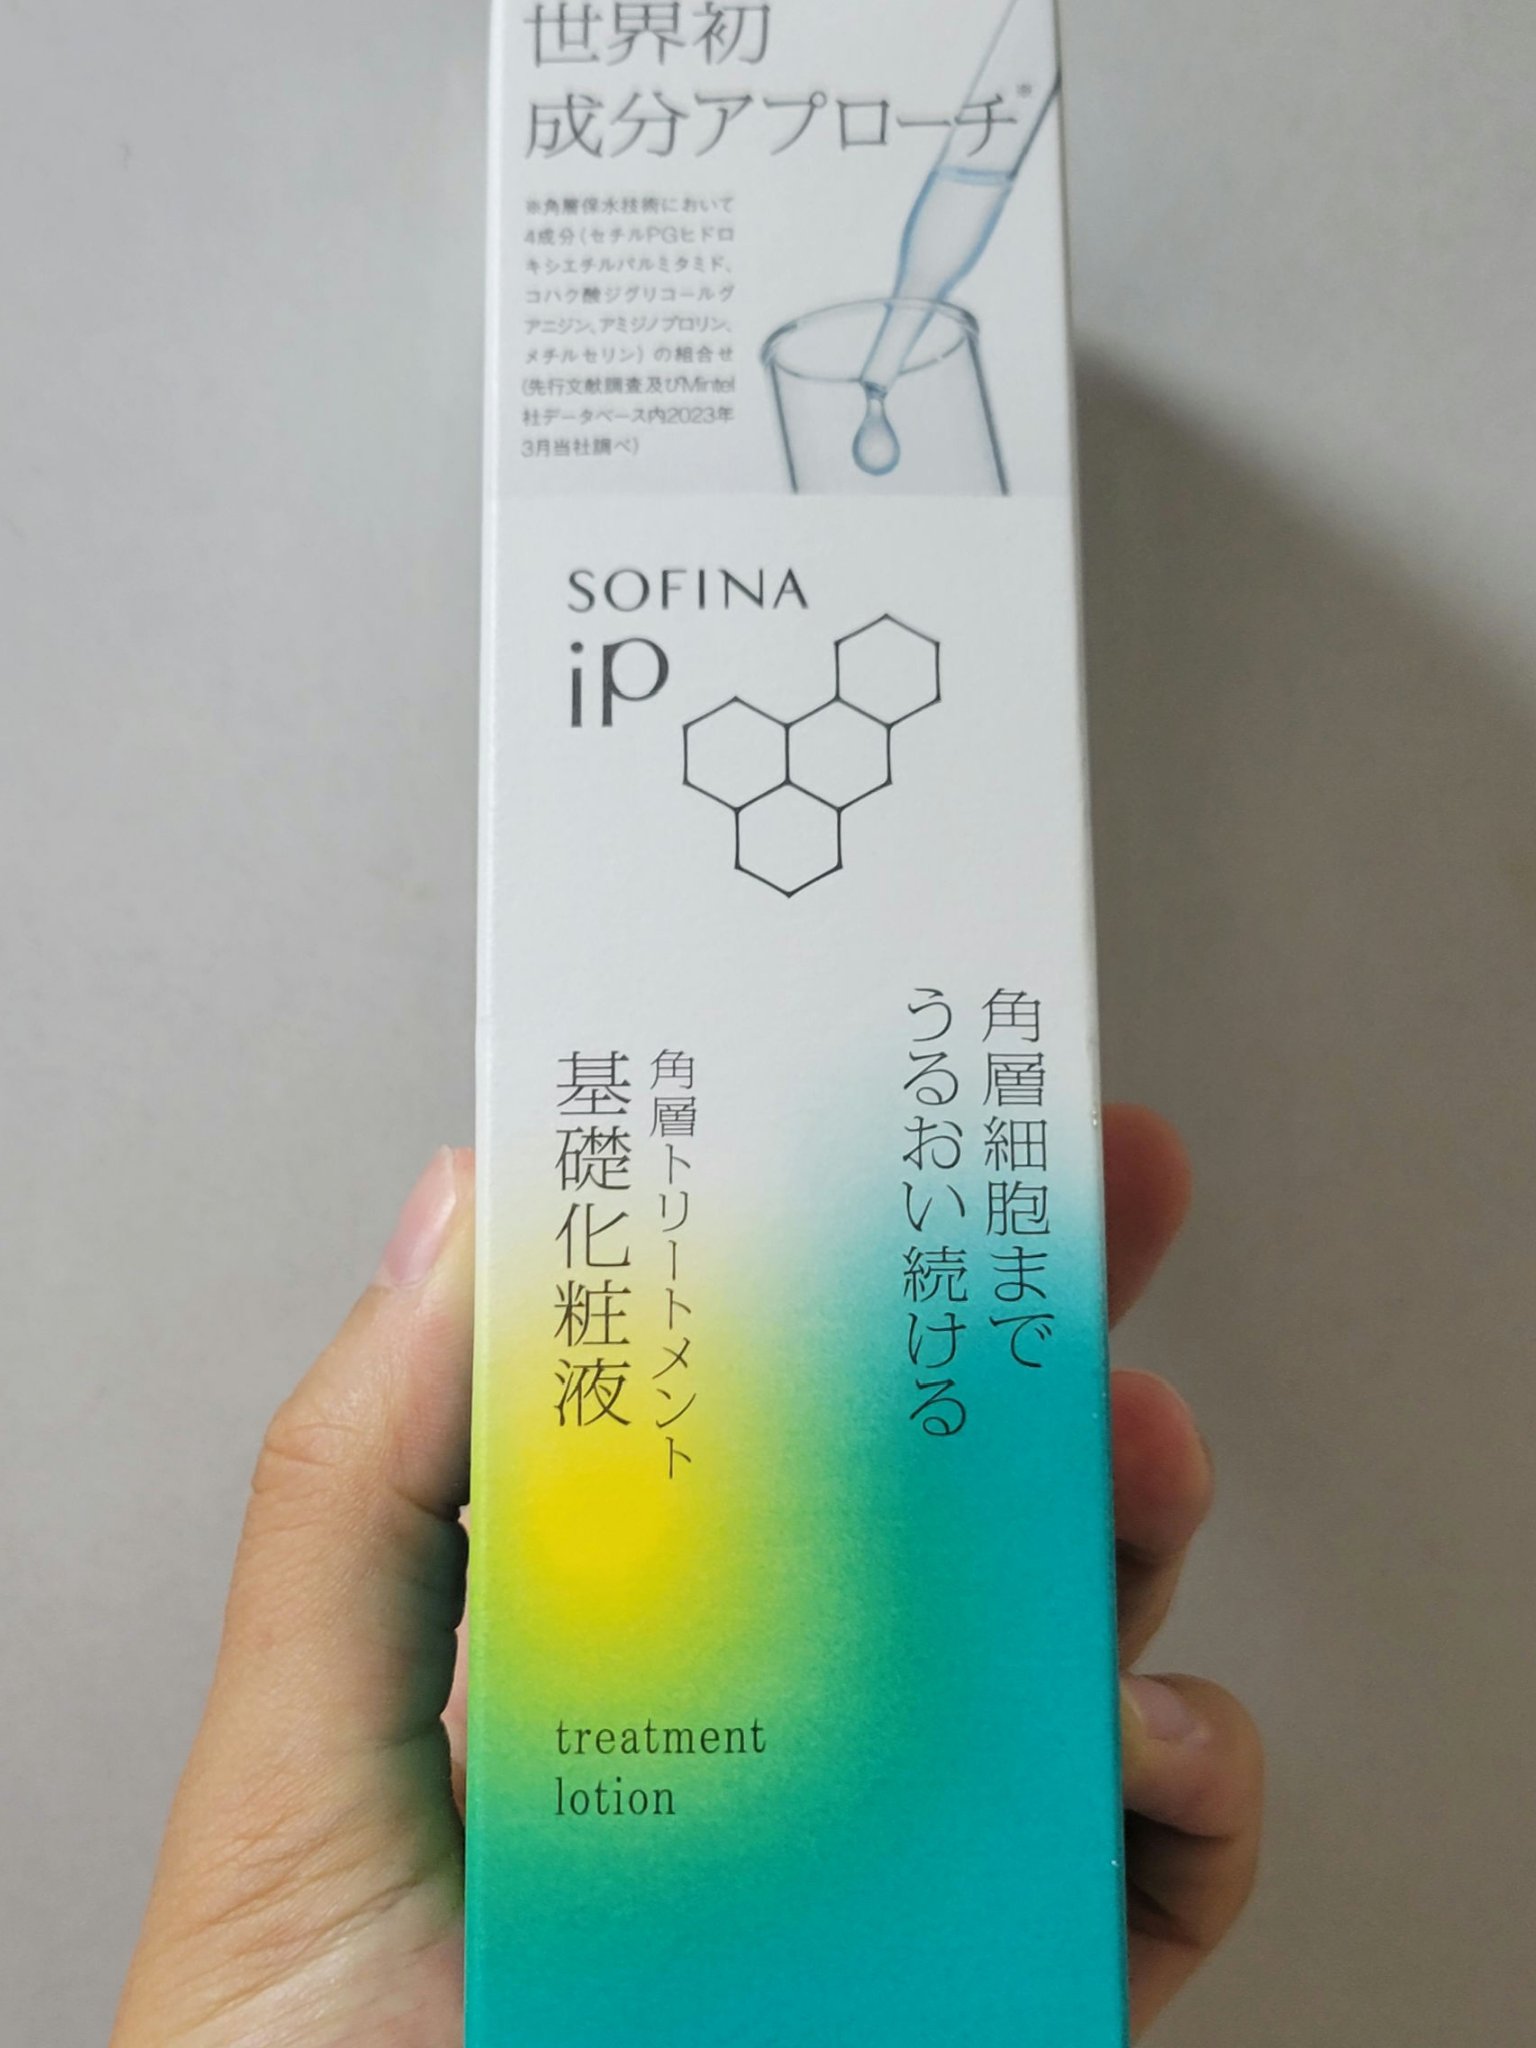 世界初
成分アプローチ※
※角層保水技術において
4成分(セチルPGヒドロ
キシエチルパルミタミド、
コハク酸ジグリコールグ
アニジン、アミジノプロリン、
メチルセリン)の組合せ
(先行文献調査及びMintel
社データベース内2023年
3月当社調べ)
SOFINA
iP
角層細胞まで
うるおい続ける
角層トリートメント
基礎化粧液
treatment
lotion